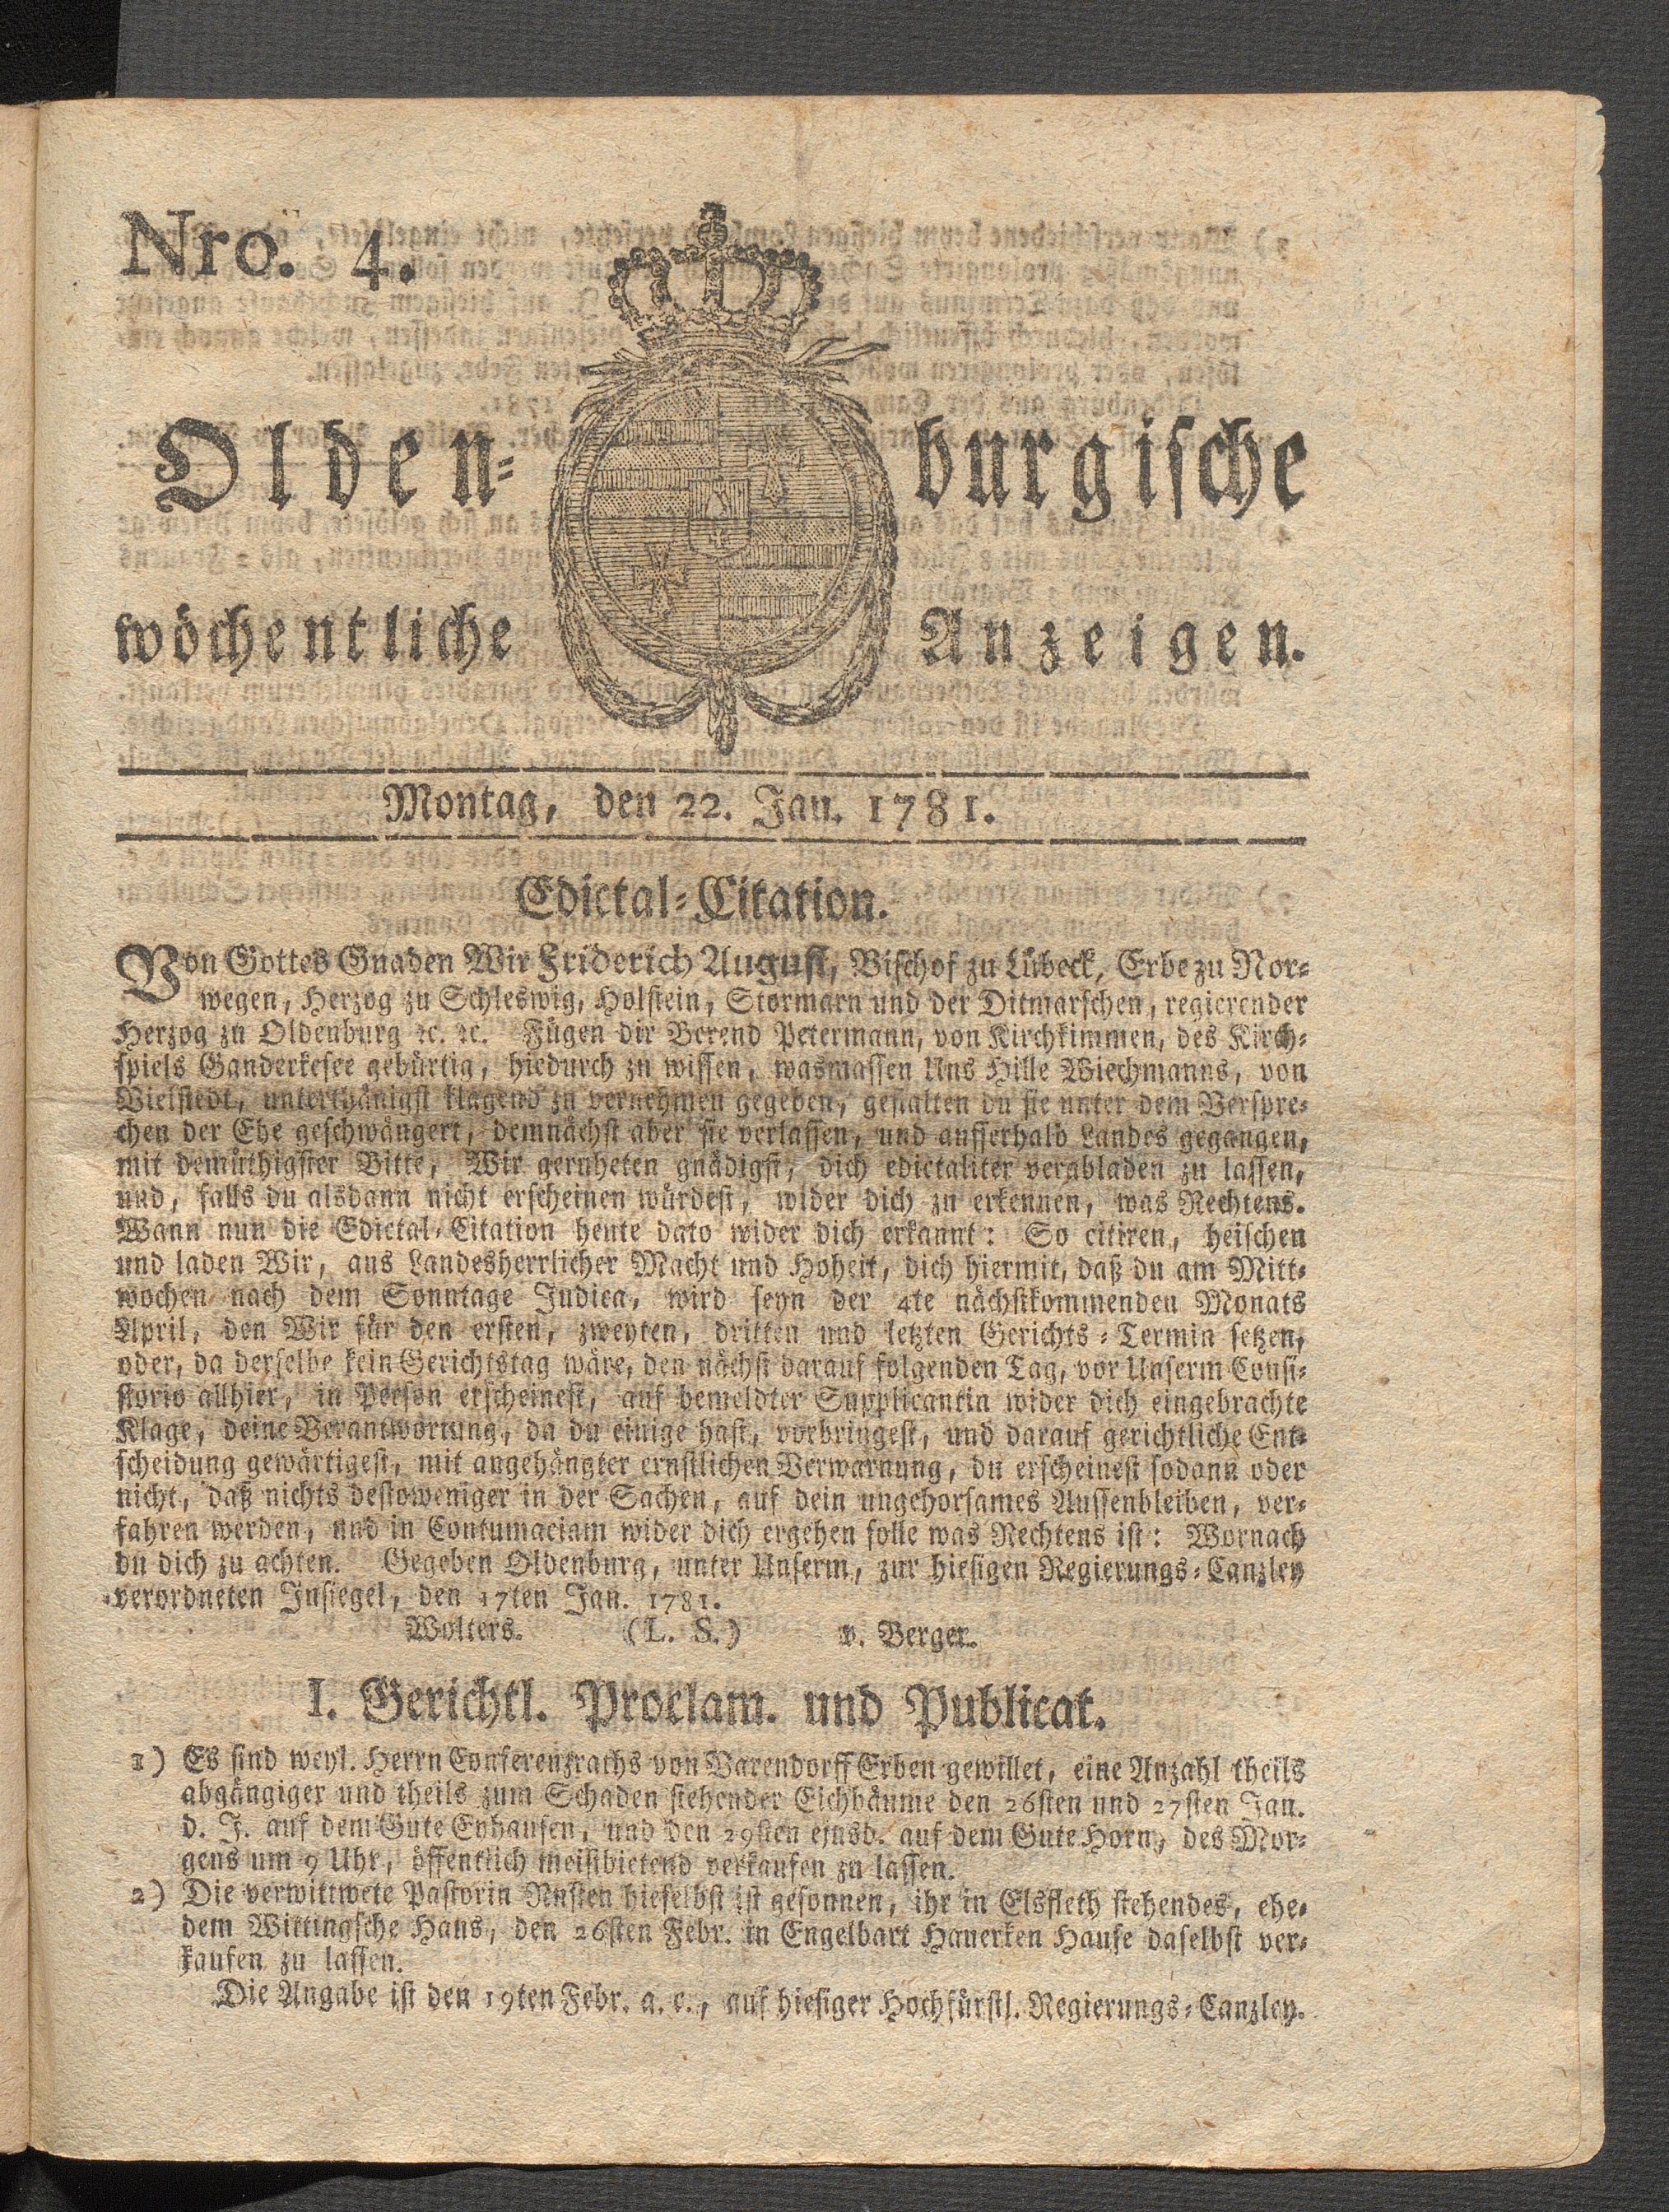 Nro. 4.
Olden-burgische
wöchentliche Anzeigen.
Montag, den 22. Jan. 1781.
Edictal-Citation.
Von Gottes Gnaden Wir Friderich August, Bischof zu Lübeck, Erbe zu Nor-
wegen, Herzog zu Schleswig, Holstein, Stormarn und der Ditmarschen, regierender
Herzog zu Oldenburg ꝛc. ꝛc. Fügen dir Berend Petermann, von Kirchkimmen, des Kirch-
spiels Ganderkesee gebürtig, hiedurch zu wissen, wasmassen Uns Hille Wiechmanns, von
Vielstedt, unterthänigst klagend zu vernehmen gegeben, gestalten du sie unter dem Verspre-
chen der Ehe geschwängert, demnächst aber sie verlassen, und ausserhalb Landes gegangen,
mit demüthigster Bitte, Wir geruheten gnädigst, dich edictaliter verabladen zu lassen,
und, falls du alsdann nicht erscheinen würdest, wider dich zu erkennen, was Rechtens.
Wann nun die Edictal-Citation heute dato wider dich erkannt: So citiren, heischen
und laden Wir, aus Landesherrlicher Macht und Hoheit, dich hiermit, daß du am Mitt-
wochen nach dem Sonntage Judica, wird seyn der 4te nächstkommenden Monats
April, den Wir für den ersten, zweyten, dritten und letzten Gerichts-Termin setzen,
oder, da derselbe kein Gerichtstag wäre, den nächst darauf folgenden Tag, vor Unserm Consi-
storio allhier, in Person erscheinest, auf bemeldter Supplicantin wider dich eingebrachte
Klage, deine Verantwortung, da du einige hast, vorbringest, und darauf gerichtliche Ent-
scheidung gewärtigest, mit angehängter ernstlichen Verwarnung, du erscheinest sodann oder
nicht, daß nichts destoweniger in der Sachen, auf dein ungehorsames Aussenbleiben, ver-
fahren werden, und in Contumaciam wider dich ergehen solle was Rechtens ist: Wornach
du dich zu achten. Gegeben Oldenburg, unter Unserm, zur hiesigen Regierungs-Canzley
verordneten Insiegel, den 17ten Jan. 1781.
Wolters. (L. S.) v. Berger.
I. Gerichtl. Proclam. und Publicat.
1) Es sind weyl. Herrn Conferenzraths von Varendorff Erben gewillet, eine Anzahl theils
abgängiger und theils zum Schaden stehender Eichbäume den 26sten und 27sten Jan.
d. J. auf dem Gute Eyhausen, und den 29sten ejusd. auf dem Gute Horn, des Mor-
gens um 9 Uhr, öffentlich meistbietend verkaufen zu lassen.
2) Die verwittwete Pastorin Rusten hieselbst ist gesonnen, ihr in Elsfleth stehendes, ehe-
dem Wittingsche Haus, den 26sten Febr. in Engelbart Hauerken Hause daselbst ver-
kaufen zu lassen.
Die Angabe ist den 19ten Febr. a. c., auf hiesiger Hochfürstl. Regierungs-Canzley.